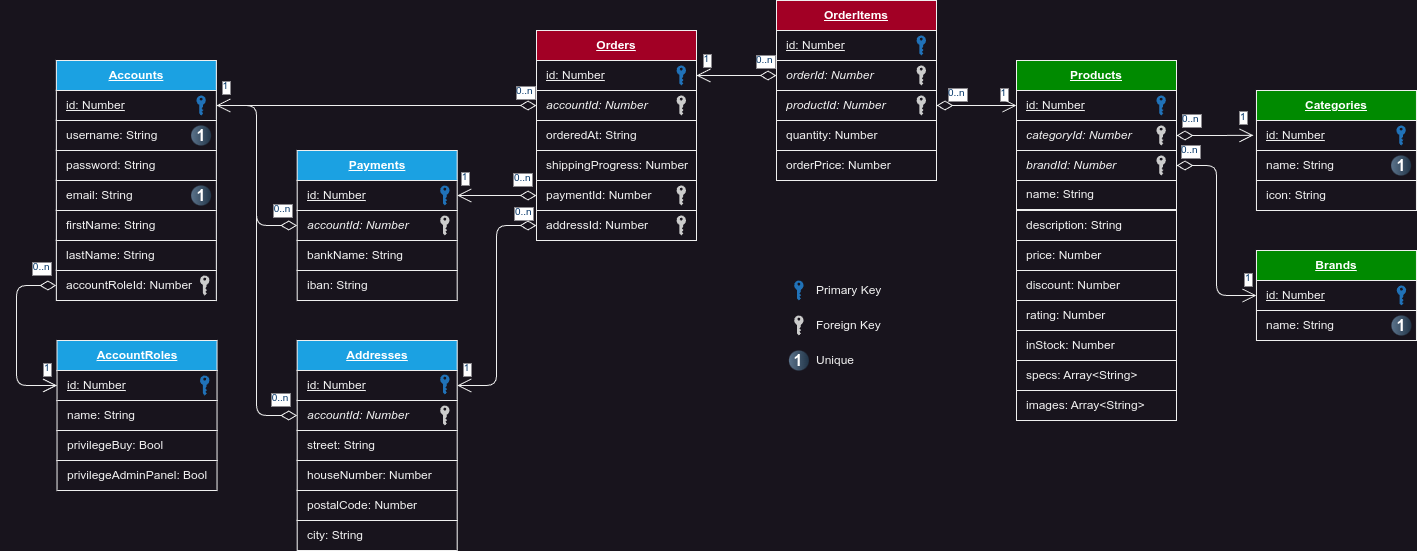 Accounts
id: Number
username: String
1
password: String
email: String
1
firstName: String
lastName: String
accountRoleId: Number
0..n
1
1
AccountRoles
id: Number
name: String
privilegeBuy: Bool
privilegeAdminPanel: Bool
Payments
id: Number
accountId: Number
bankName: String
iban: String
0..n
1
Addresses
id: Number
accountId: Number
street: String
houseNumber: Number
postalCode: Number
city: String
0..n
1
Orders
id: Number
accountId: Number
orderedAt: String
shippingProgress: Number
paymentId: Number
addressId: Number
0..n
0..n
0..n
1
OrderItems
id: Number
orderId: Number
productId: Number
quantity: Number
orderPrice: Number
0..n
0..n
1
Primary Key
Foreign Key
1
Unique
Products
id: Number
categoryId: Number
brandId: Number
name: String
description: String
price: Number
discount: Number
rating: Number
inStock: Number
specs: Array<String>
images: Array<String>
0..n
0..n
1
1
Categories
id: Number
name: String
1
icon: String
Brands
id: Number
name: String
1